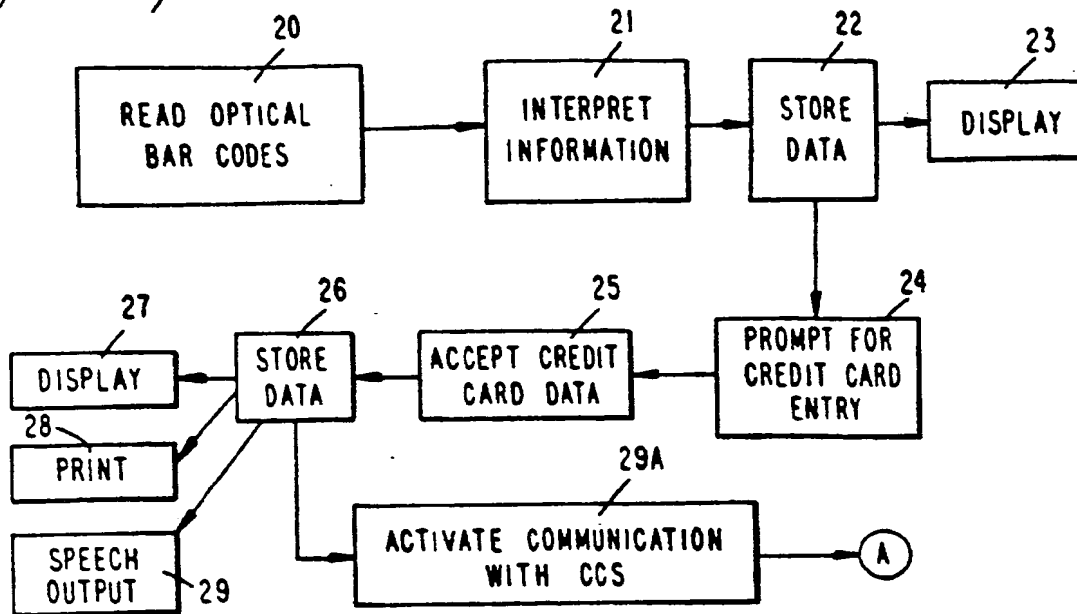 20
21
22
23
READ OPTICAL
BAR CODES
INTERPRET
INFORMATION
STORE
DATA
DISPLAY
24
25
26
27
PROMPT FOR
CREDIT CARD
ENTRY
ACCEPT CREDIT
CARD DATA
STORE
DATA
DISPLAY
28
PRINT
29A
ACTIVATE COMMUNICATION
WITH CCS
A
SPEECH
OUTPUT
29